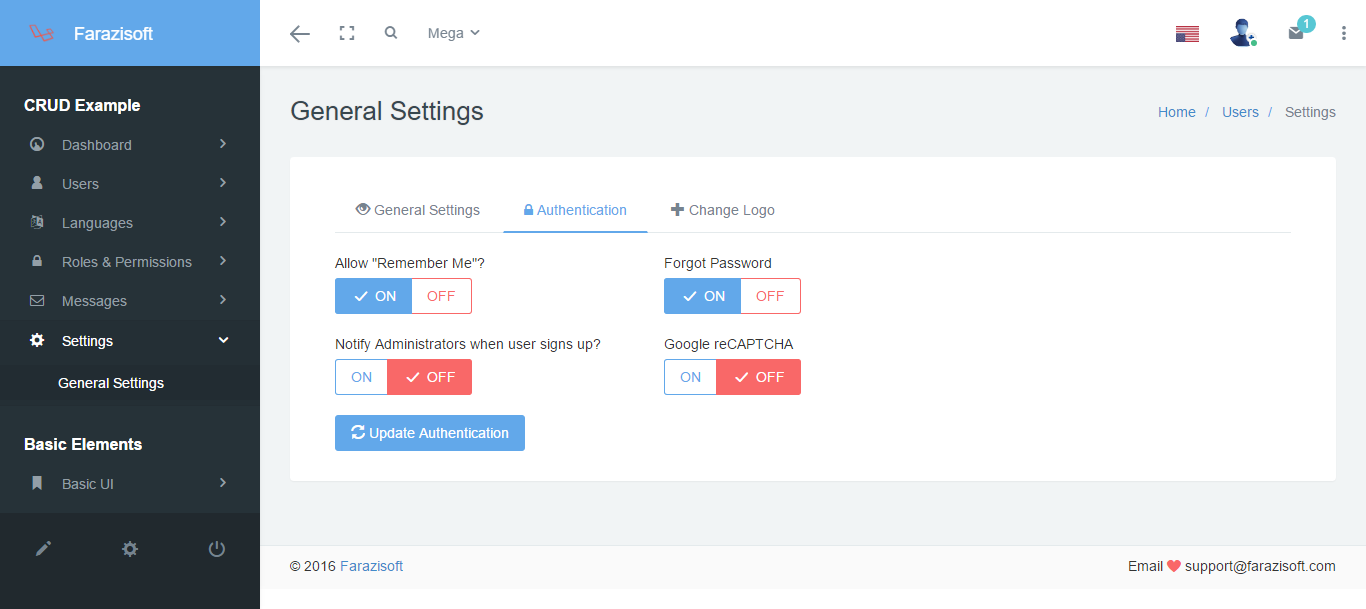 Farazisoft
Mega
1
CRUD Example
Dashboard
Users
Languages
Roles & Permissions
Messages
Settings
General Settings
Basic Elements
Basic UI
General Settings
Home / Users / Settings
General Settings Authentication Change Logo
Allow "Remember Me"? Forgot Password
ON OFF ON OFF
Notify Administrators when user signs up? Google reCAPTCHA
ON OFF ON OFF
Update Authentication
© 2016 Farazisoft Email support@farazisoft.com